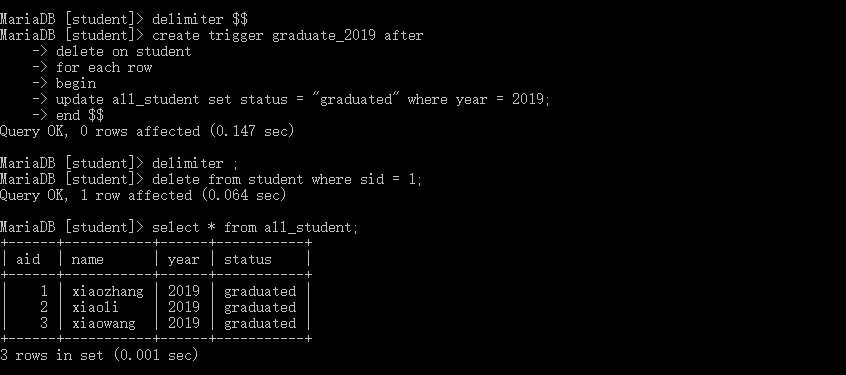 MariaDB [student]> delimiter $$
MariaDB [student]> create trigger graduate_2019 after
    -> delete on student
    -> for each row
    -> begin
    -> update all_student set status = "graduated" where year = 2019;
    -> end $$
Query OK, 0 rows affected (0.147 sec)

MariaDB [student]> delimiter ;
MariaDB [student]> delete from student where sid = 1;
Query OK, 1 row affected (0.064 sec)

MariaDB [student]> select * from all_student;
+------+-----------+------+-----------+
| aid  | name      | year | status    |
+------+-----------+------+-----------+
|    1 | xiaozhang | 2019 | graduated |
|    2 | xiaoli    | 2019 | graduated |
|    3 | xiaowang  | 2019 | graduated |
+------+-----------+------+-----------+
3 rows in set (0.001 sec)